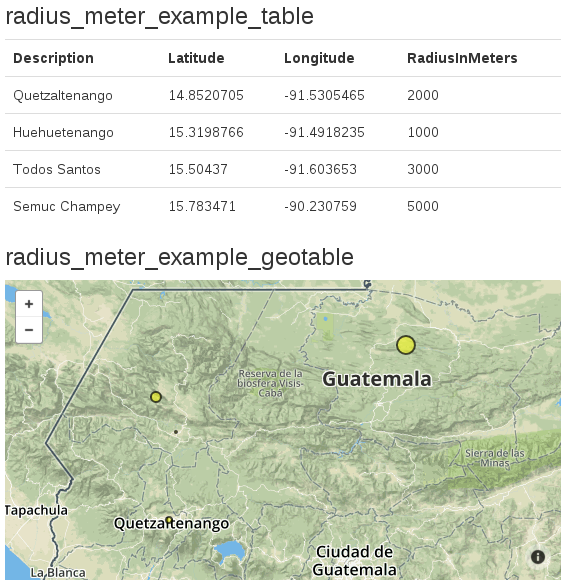 radius_meter_example_table
Description Latitude Longitude RadiusInMeters
Quetzaltenango 14.8520705 -91.5305465 2000
Huehuetenango 15.3198766 -91.4918235 1000
Todos Santos 15.50437 -91.603653 3000
Semuc Champey 15.783471 -90.230759 5000
radius_meter_example_geotable
+
−
Reserva de la
biósfera Visis-
Cabá
Guatemala
Sierra de las
Minas
Tapachula
Quetzaltenango
Ciudad de
Guatemala
La Blanca
i